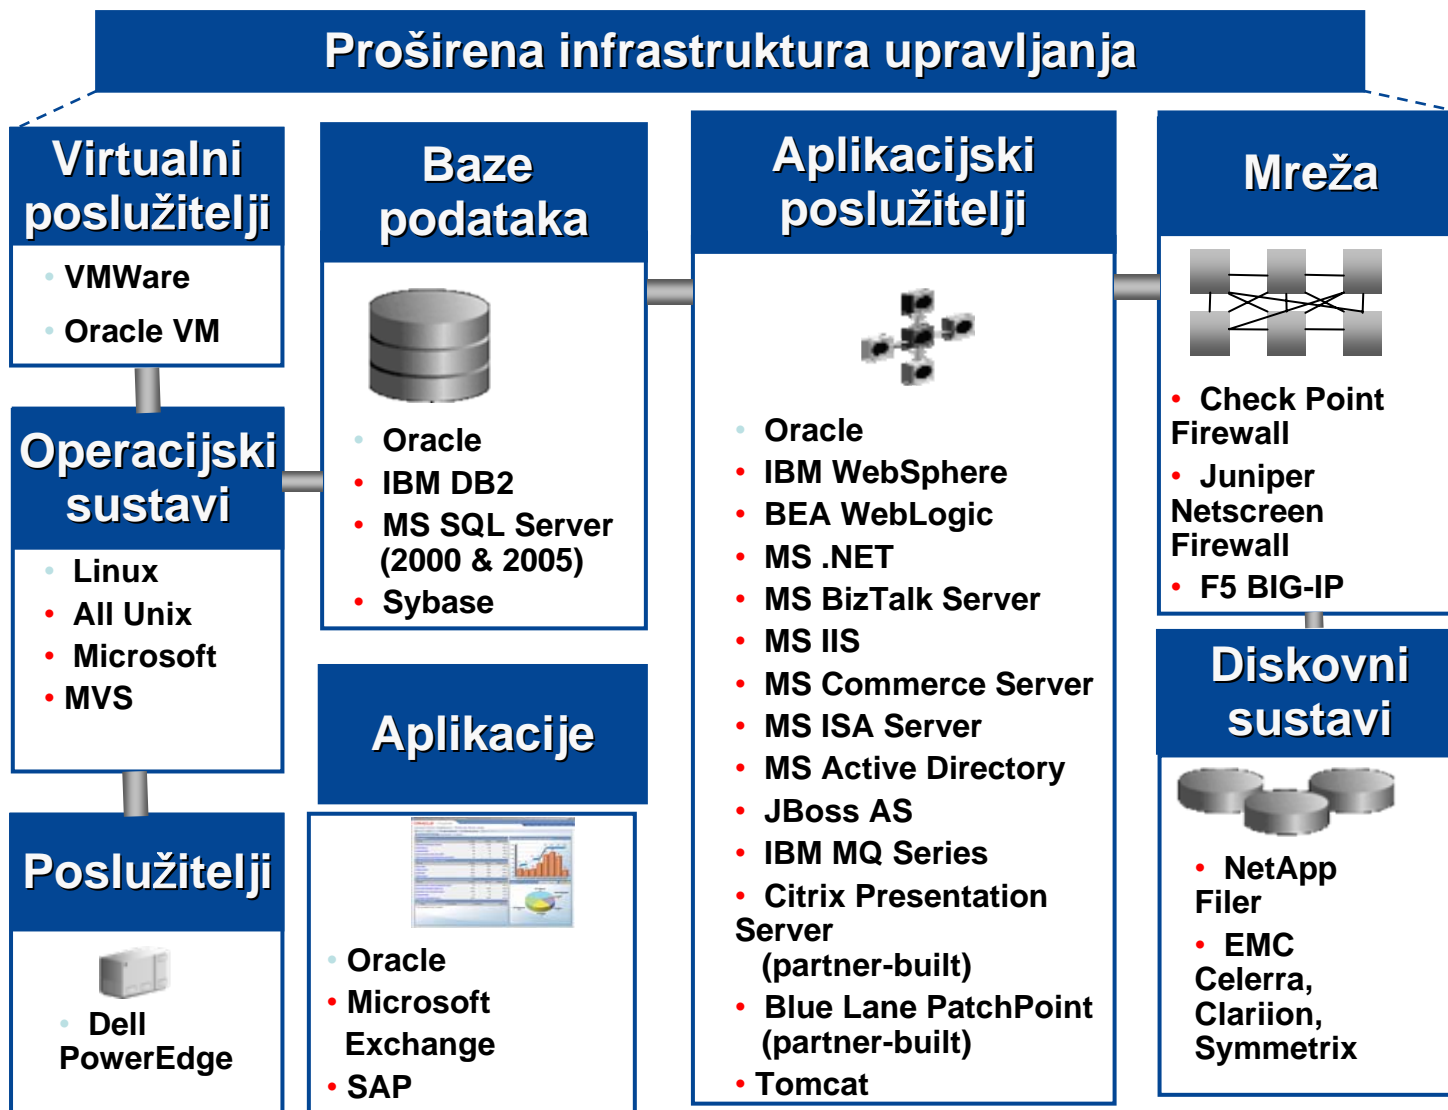 Proširena infrastruktura upravljanja
Virtualni
poslužitelji
• VMWare
• Oracle VM
Operacijski
sustavi
• Linux
• All Unix
• Microsoft
• MVS
Poslužitelji
• Dell
PowerEdge
Baze
podataka
• Oracle
• IBM DB2
• MS SQL Server
(2000 & 2005)
• Sybase
Aplikacije
• Oracle
• Microsoft
Exchange
• SAP
Aplikacijski
poslužitelji
• Oracle
• IBM WebSphere
• BEA WebLogic
• MS .NET
• MS BizTalk Server
• MS IIS
• MS Commerce Server
• MS ISA Server
• MS Active Directory
• JBoss AS
• IBM MQ Series
• Citrix Presentation
Server
(partner-built)
• Blue Lane PatchPoint
(partner-built)
• Tomcat
Mreža
• Check Point
Firewall
• Juniper
Netscreen
Firewall
• F5 BIG-IP
Diskovni
sustavi
• NetApp
Filer
• EMC
Celerra,
Clariion,
Symmetrix